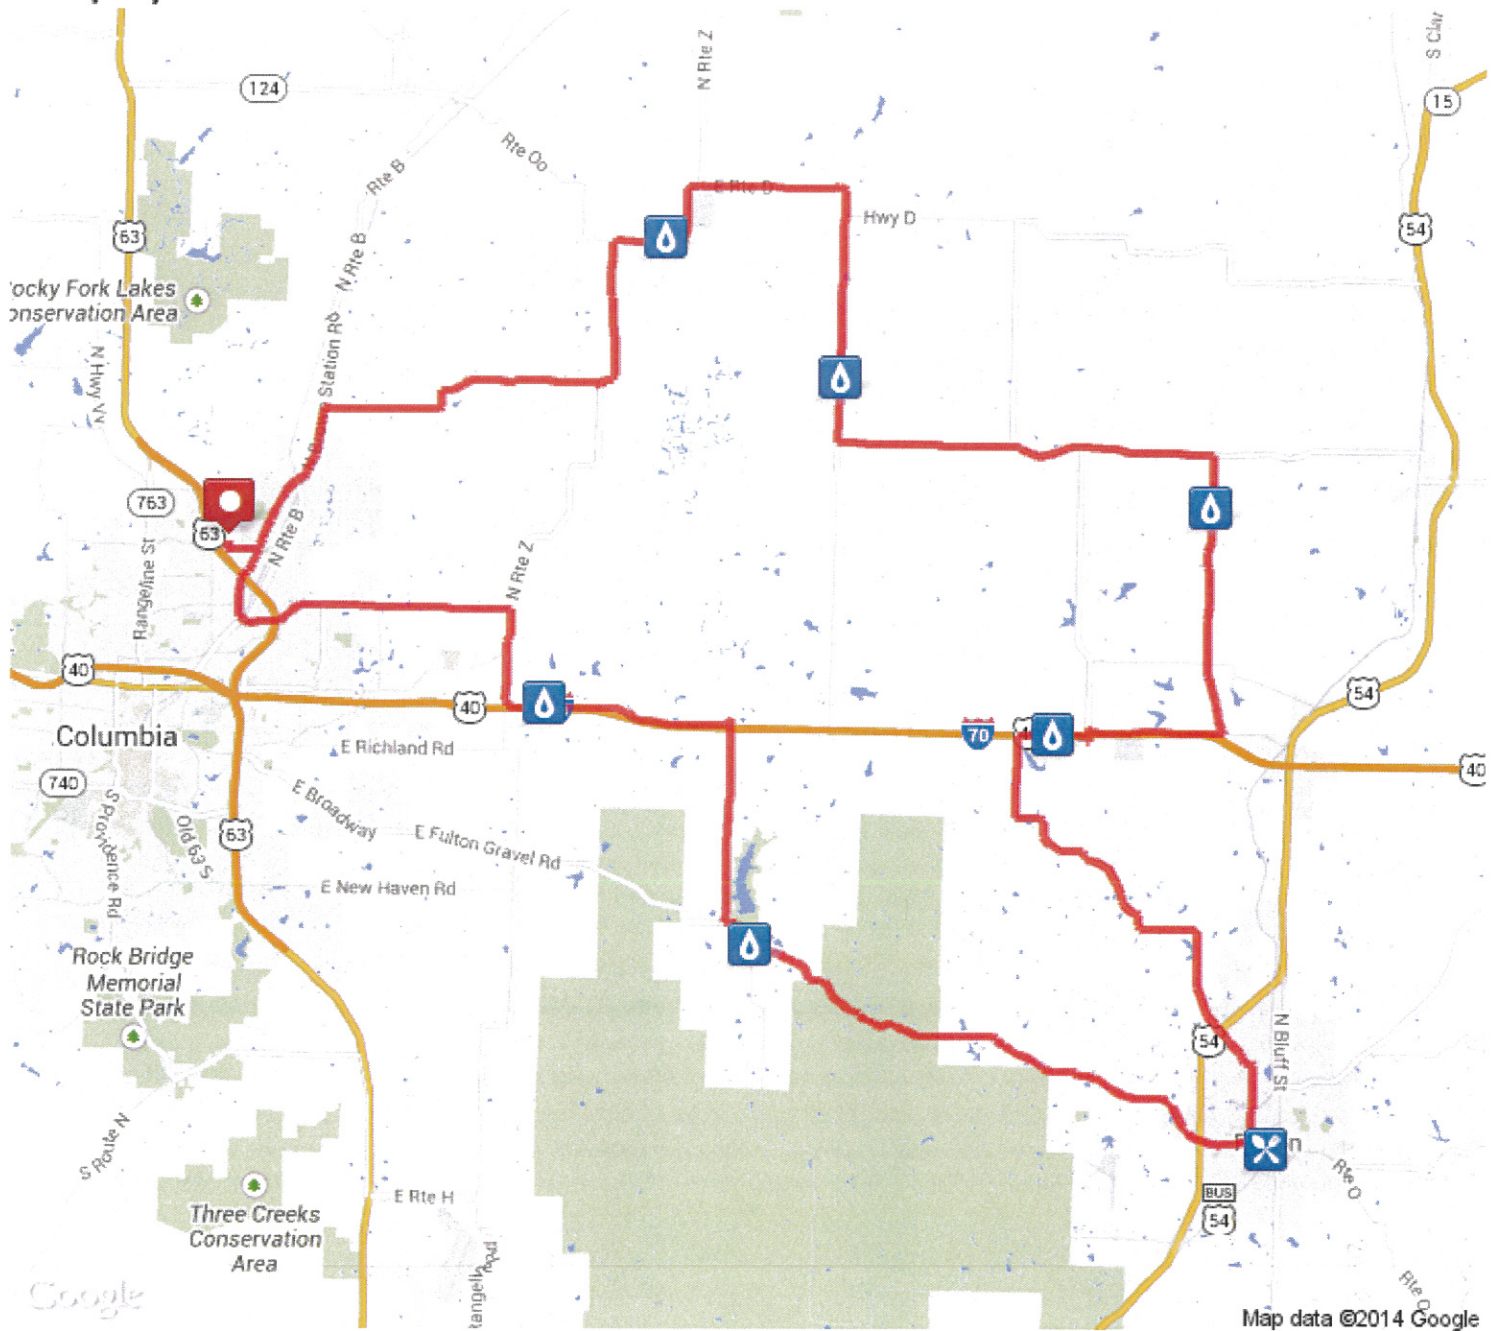 124
N Rte Z
S Clar
15
Rte Oo
Rte B
E Rte D
63
Hwy D
54
N Rte B
ocky Fork Lakes
onservation Area
Station Rd
N Hwy Vv
763
63
N Rte B
Rangeline St
N Rte Z
40
54
40
Columbia
E Richland Rd
70
40
740
E Broadway
S Providence Rd
Old 63 S
63
E Fulton Gravel Rd
E New Haven Rd
Rock Bridge
Memorial
State Park
54
N Bluff St
S Route N
n
Rte O
E Rte H
BUS
54
Three Creeks
Conservation
Area
Rte O
Google
Map data ©2014 Google